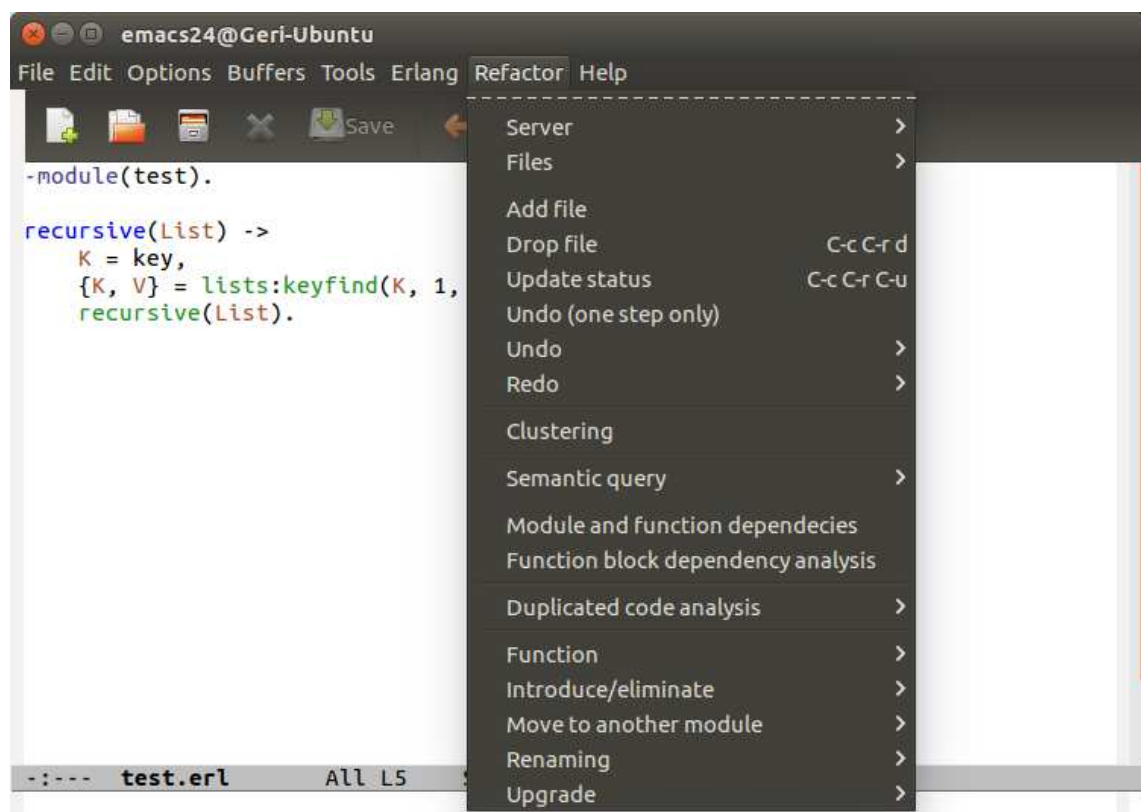 emacs24@Geri-Ubuntu
File Edit Options Buffers Tools Erlang Refactor Help
Save
-module(test).
recursive(List) ->
K = key,
{K, V} = lists:keyfind(K, 1,
recursive(List).
Server
Files
Add file
Drop file C-c C-r d
Update status C-c C-r C-u
Undo (one step only)
Undo
Redo
Clustering
Semantic query
Module and function dependecies
Function block dependency analysis
Duplicated code analysis
Function
Introduce/eliminate
Move to another module
Renaming
Upgrade
-:--- test.erl All L5